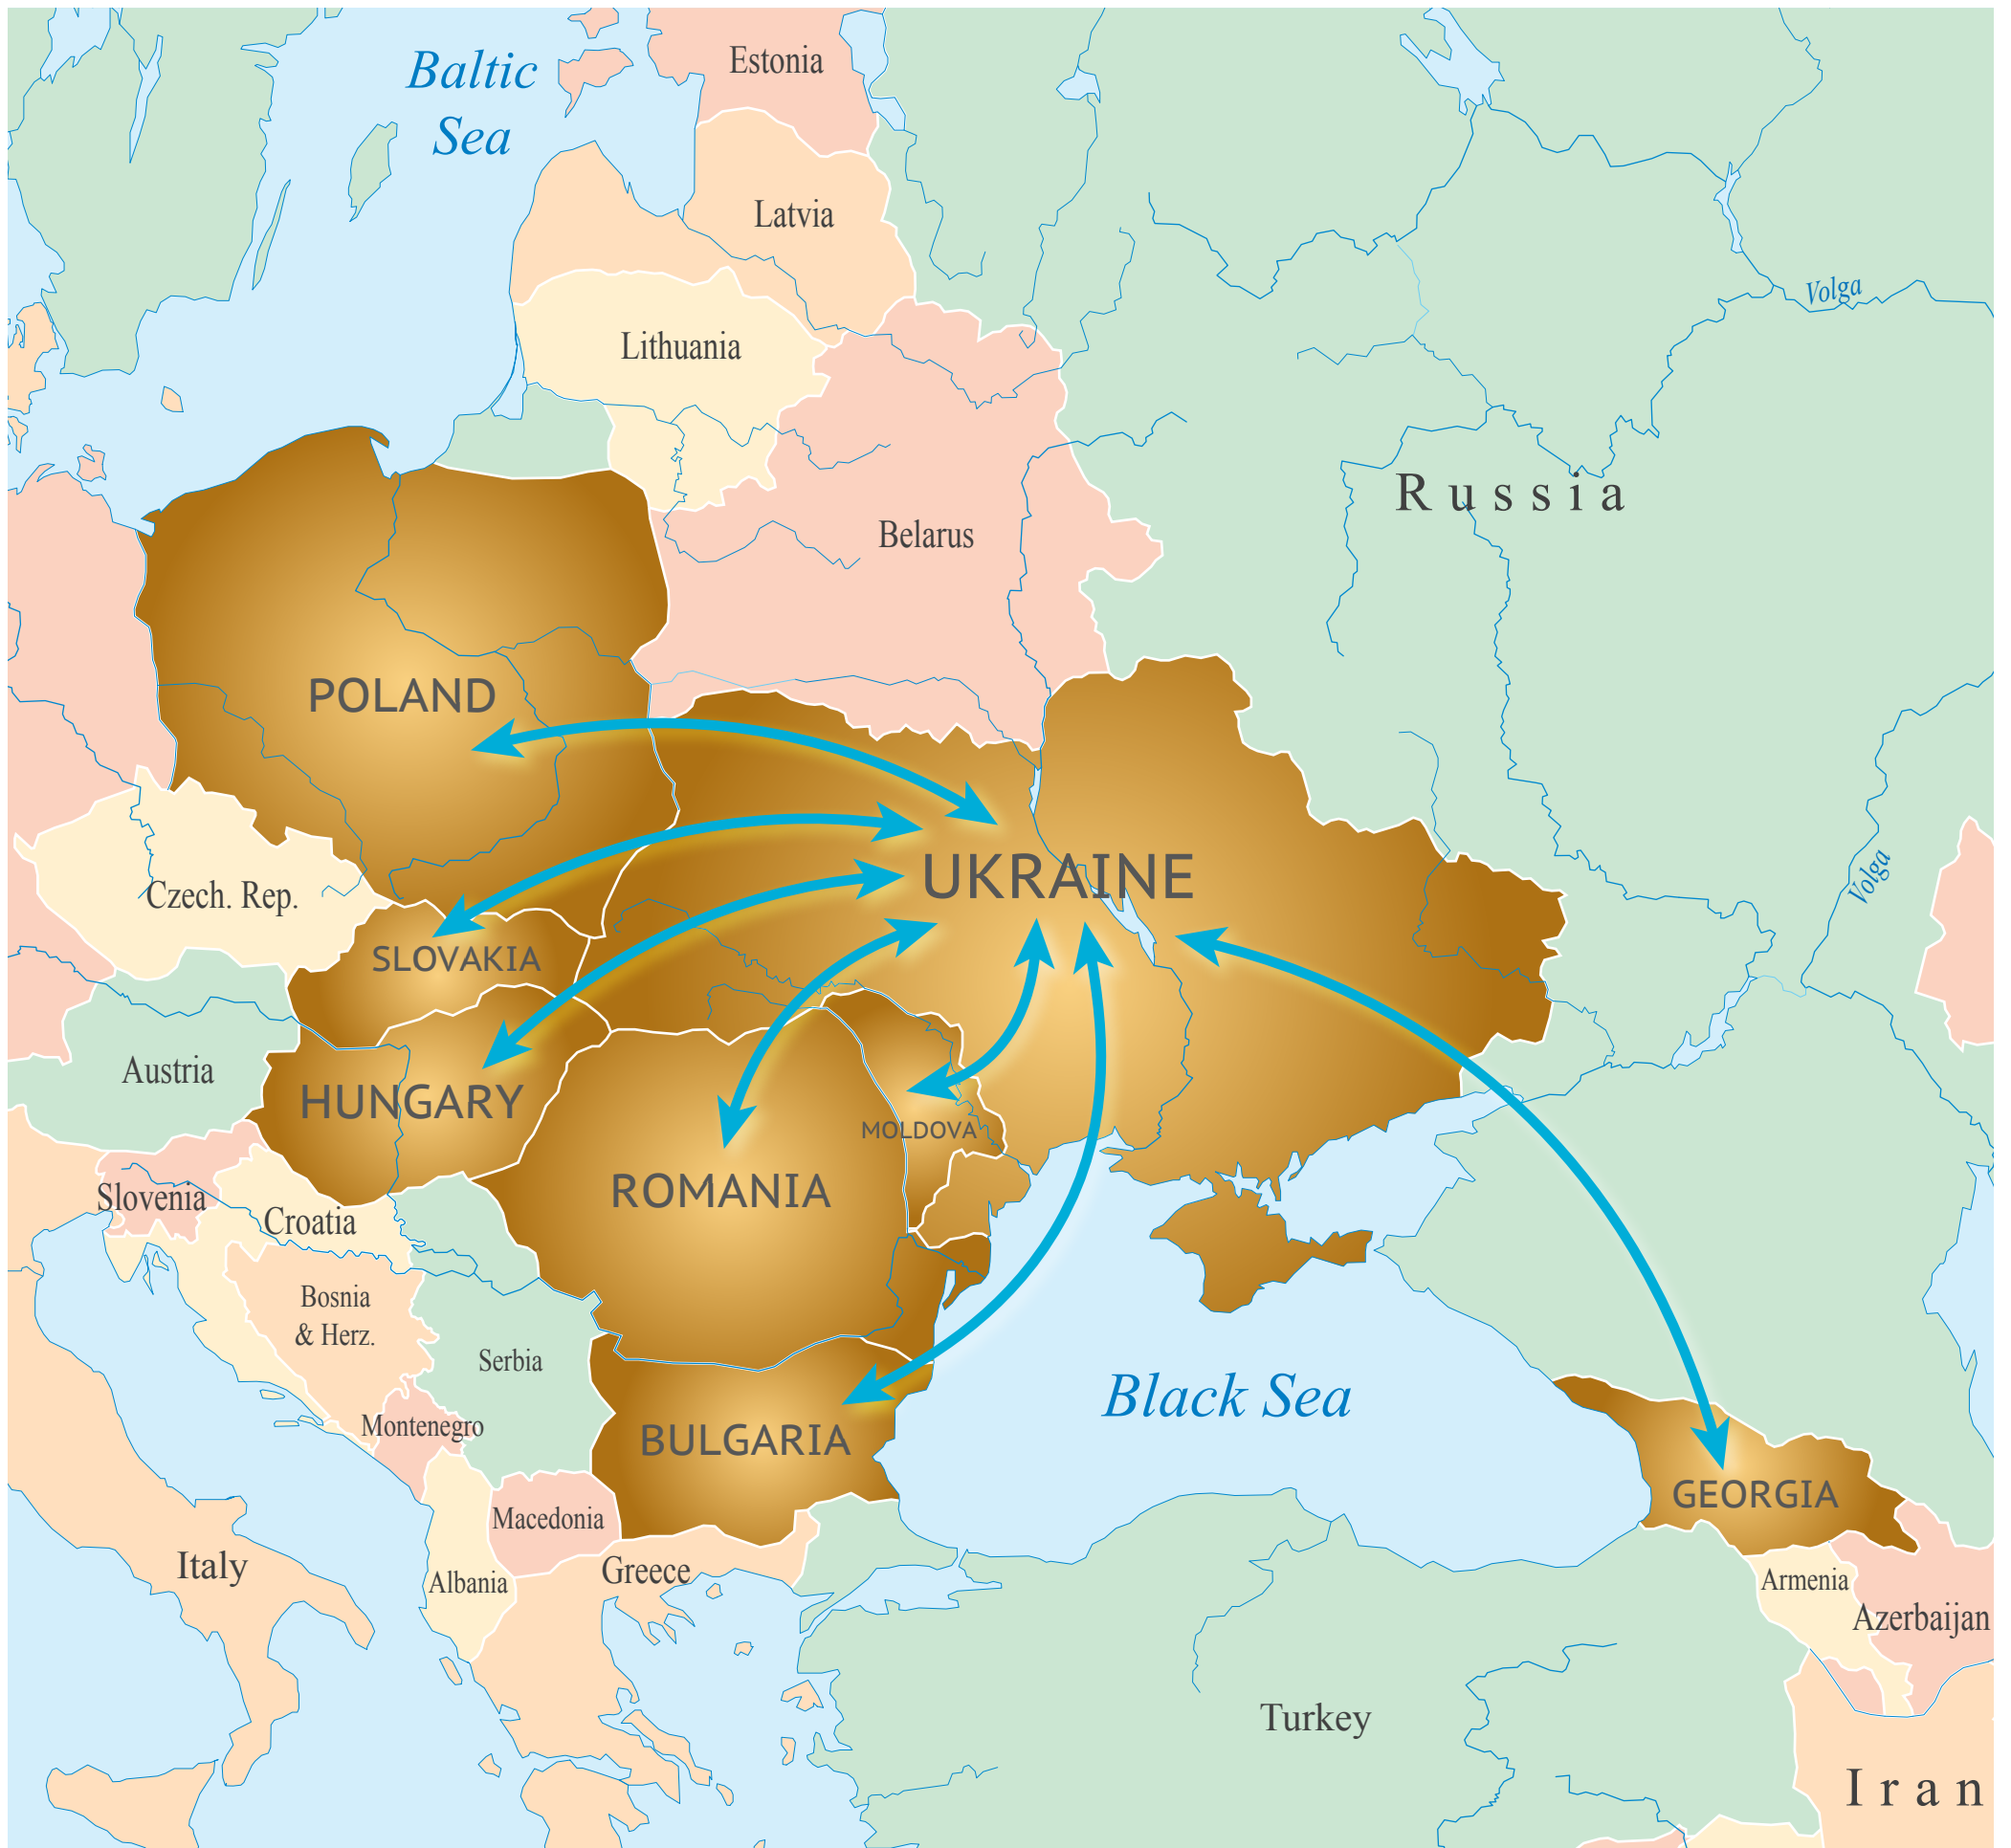 Estonia
Baltic
Sea
Latvia
Volga
Lithuania
Russia
Belarus
POLAND
UKRAINE
Volga
Czech. Rep.
SLOVAKIA
Austria
HUNGARY
MOLDOVA
Slovenia
ROMANIA
Croatia
Bosnia
& Herz.
Serbia
Black Sea
Montenegro
BULGARIA
GEORGIA
Macedonia
Italy
Greece
Albania
Armenia
Azerbaijan
Turkey
Iran